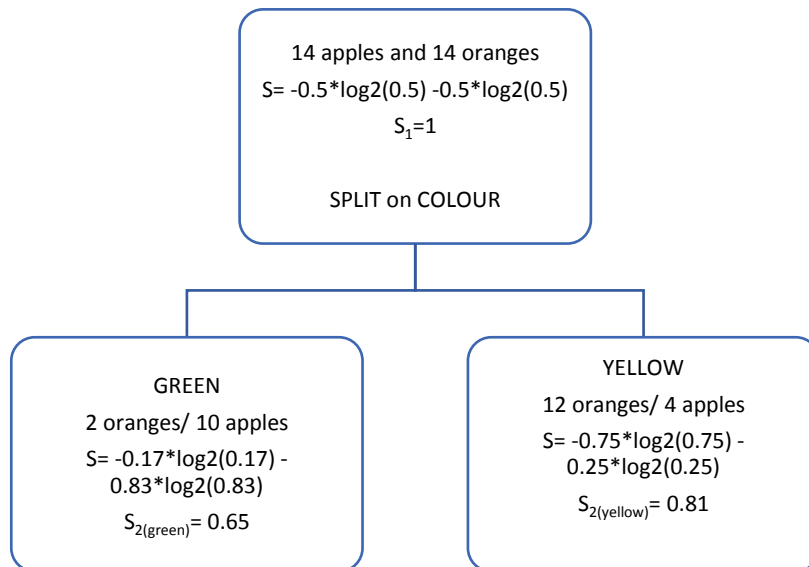 14 apples and 14 oranges
S= -0.5*log2(0.5) -0.5*log2(0.5)
S₁=1
SPLIT on COLOUR
GREEN
2 oranges/ 10 apples
S= -0.17*log2(0.17) -
0.83*log2(0.83)
S₂₍green₎= 0.65
YELLOW
12 oranges/ 4 apples
S= -0.75*log2(0.75) -
0.25*log2(0.25)
S₂₍yellow₎= 0.81